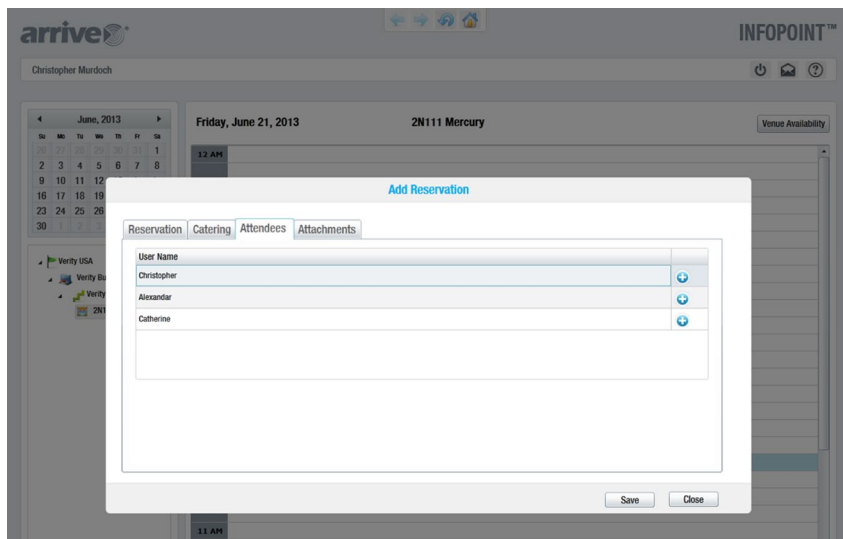 arrive
INFOPOINT™
Christopher Murdoch
June, 2013
Su Mo Tu We Th Fr Sa
26 27 28 29 30 31 1
2 3 4 5 6 7 8
9 10 11 12
16 17 18 19
23 24 25 26
30 1 2 3
Friday, June 21, 2013
2N111 Mercury
Venue Availability
12 AM
Verity USA
Verity Bu
Verity
2N1
Add Reservation
Reservation Catering Attendees Attachments
User Name
Christopher
Alexandar
Catherine
Save Close
11 AM